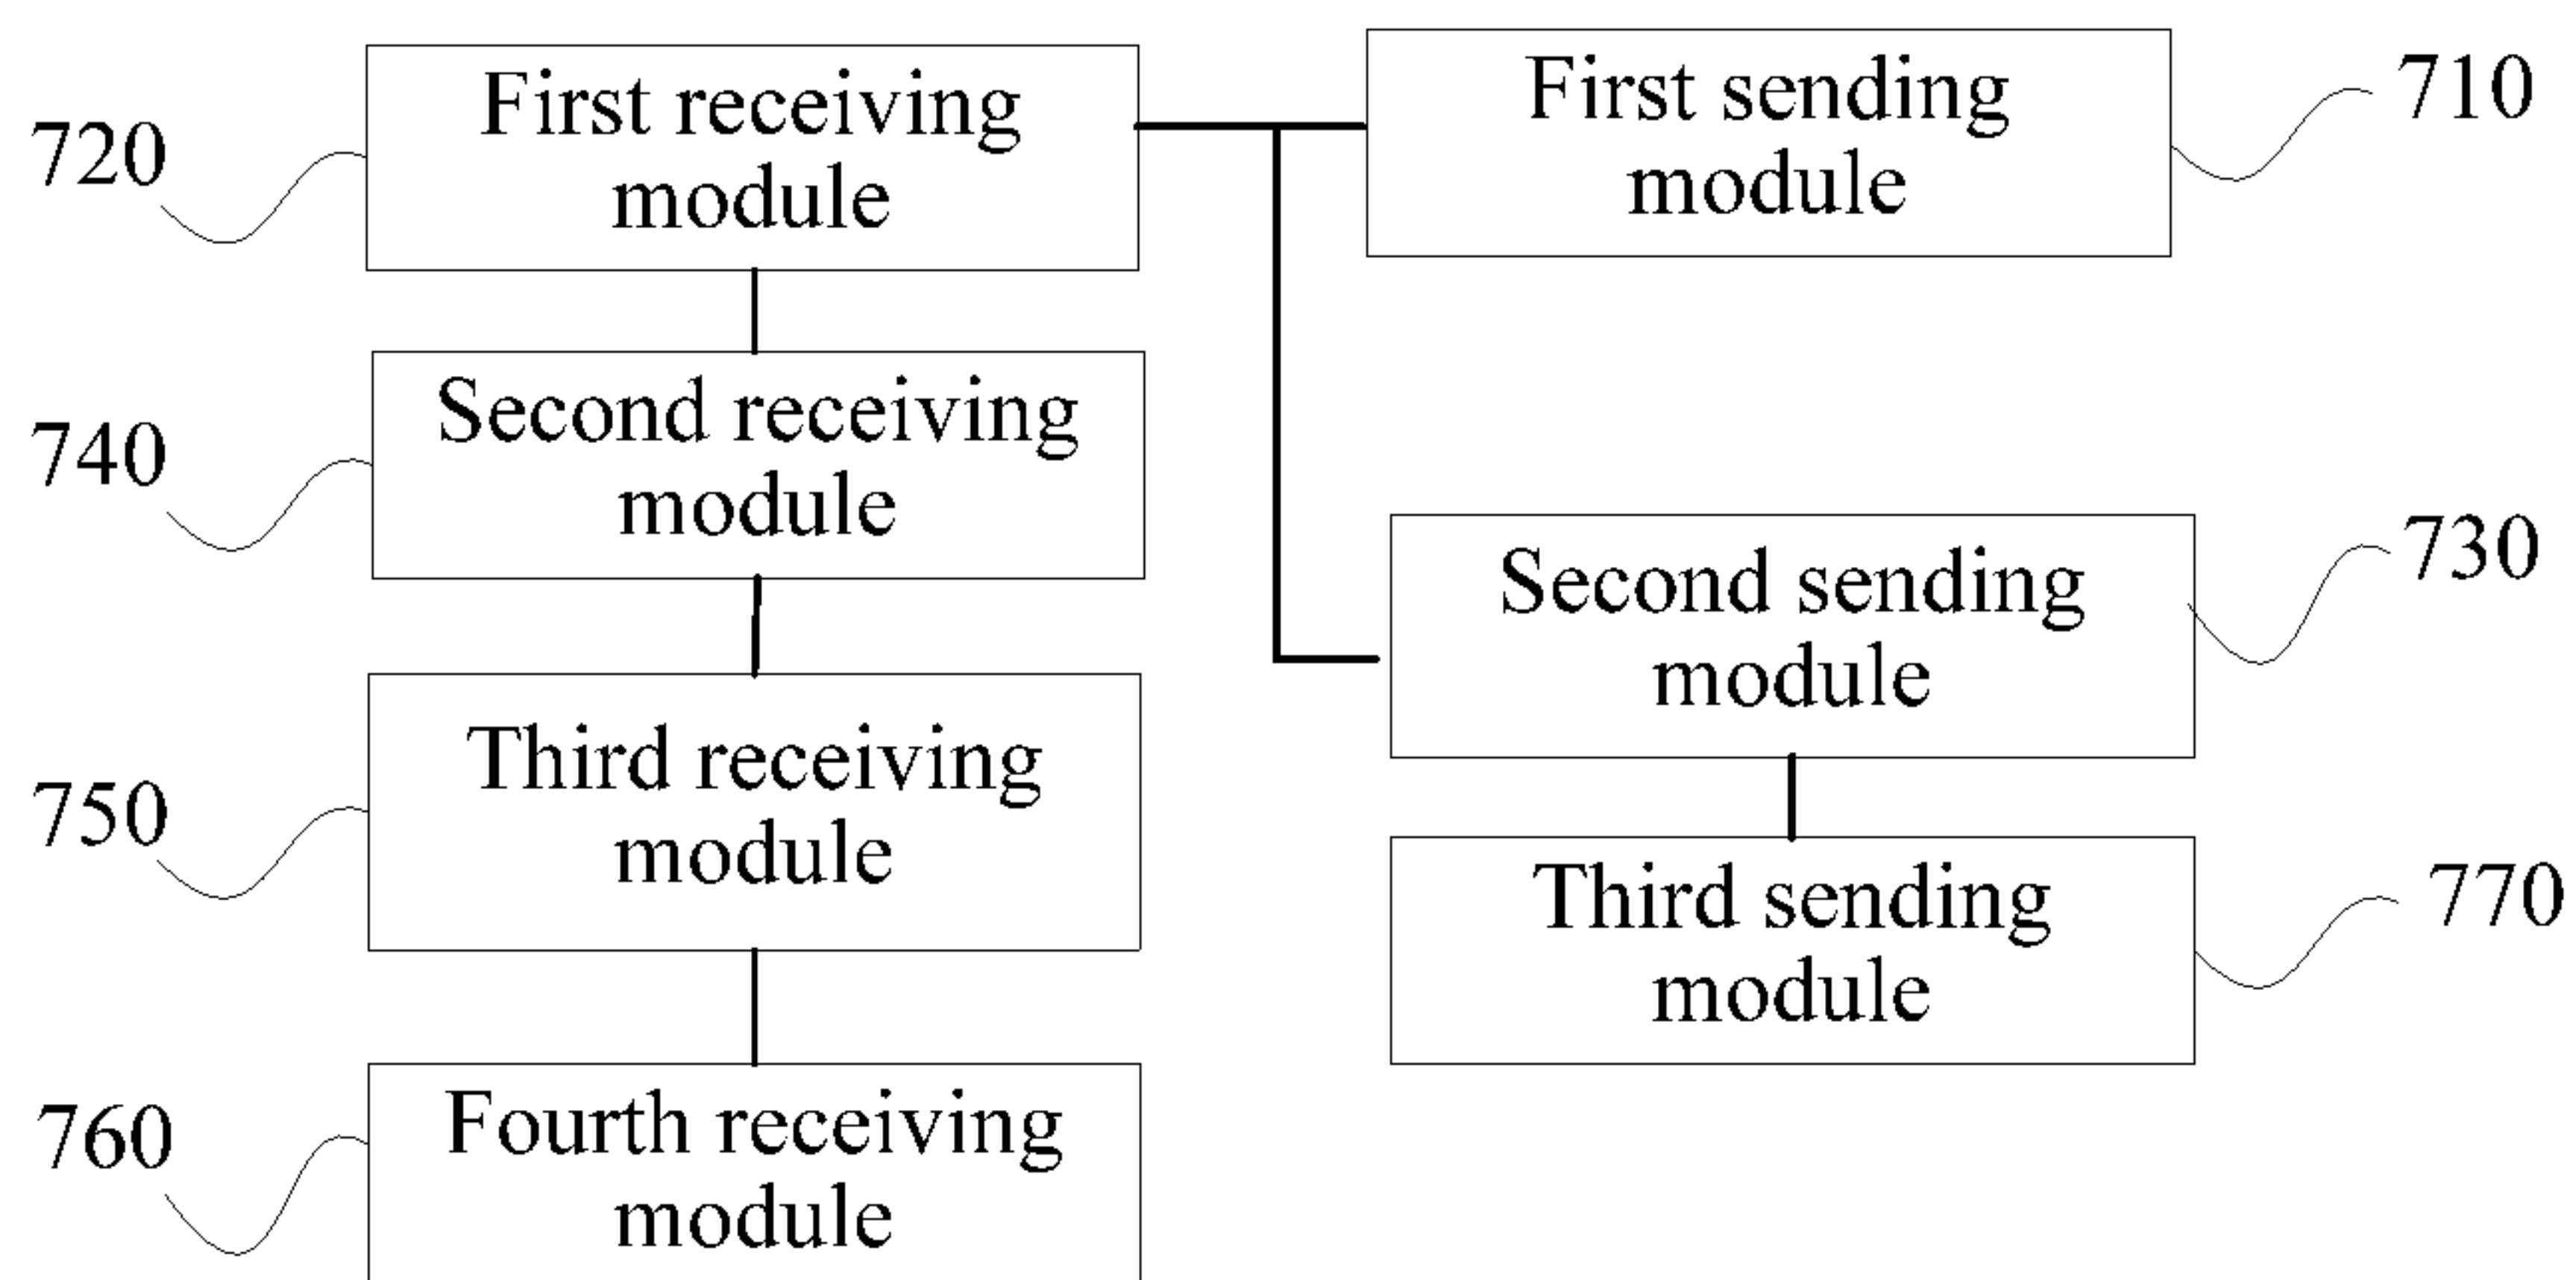 720
First receiving
module
First sending
module
710
740
Second receiving
module
Second sending
module
730
750
Third receiving
module
Third sending
module
770
760
Fourth receiving
module